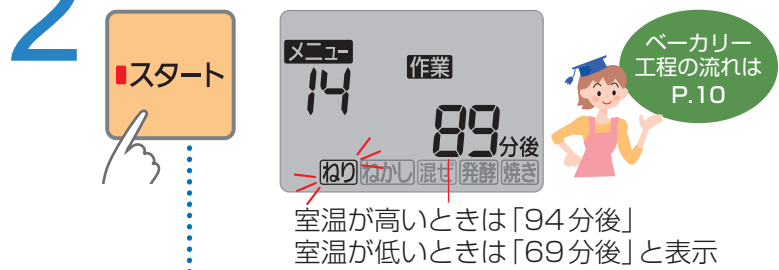 2
スタート
メニュー
14
作業
89分後
ねり ねかし 混ぜ 発酵 焼き
ベーカリー
工程の流れは
P.10
室温が高いときは「94分後」
室温が低いときは「69分後」と表示